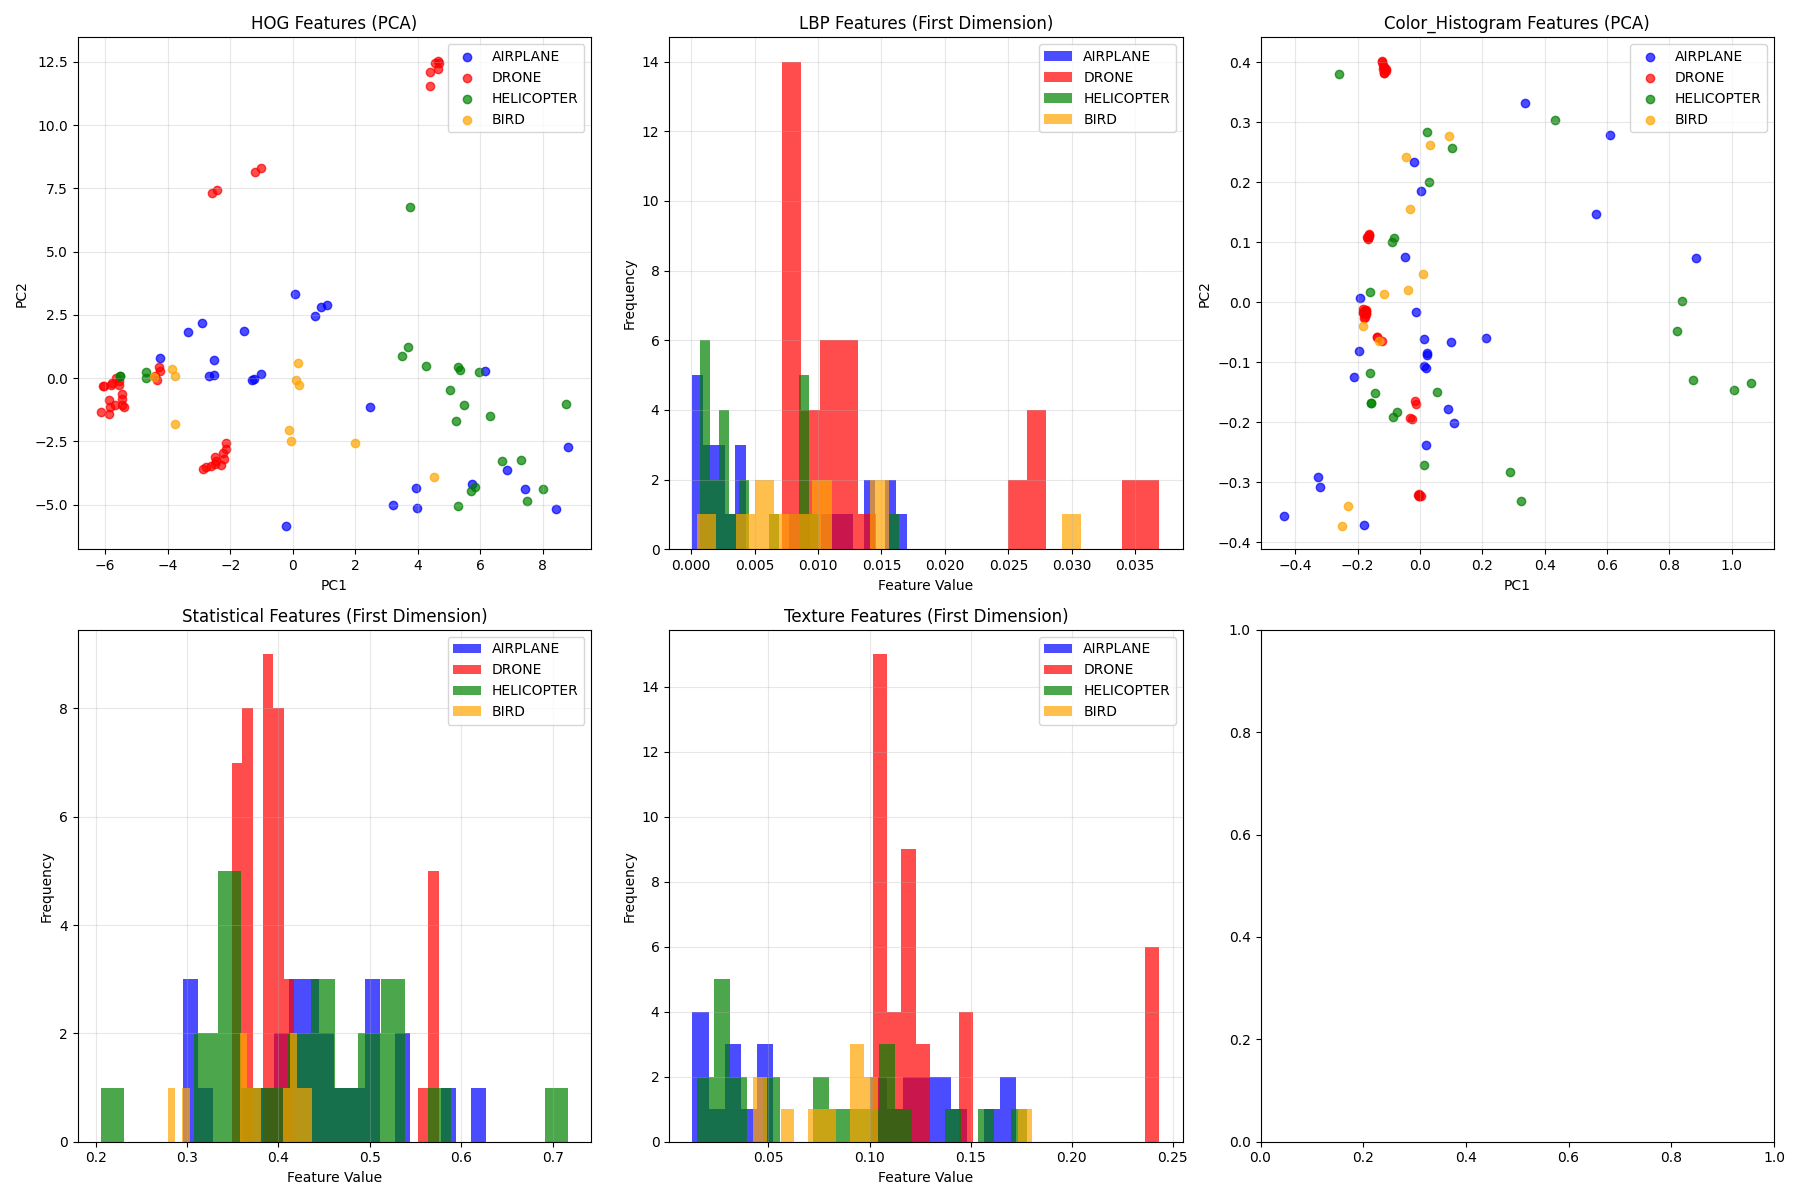 HOG Features (PCA)
12.5
10.0
7.5
5.0
2.5
0.0
−2.5
−5.0
PC2
AIRPLANE
DRONE
HELICOPTER
BIRD
−6
−4
−2
0
2
4
6
8
PC1
LBP Features (First Dimension)
14
12
10
8
6
4
2
0
Frequency
AIRPLANE
DRONE
HELICOPTER
BIRD
0.000
0.005
0.010
0.015
0.020
0.025
0.030
0.035
Feature Value
Color_Histogram Features (PCA)
0.4
0.3
0.2
0.1
0.0
−0.1
−0.2
−0.3
−0.4
PC2
AIRPLANE
DRONE
HELICOPTER
BIRD
−0.4
−0.2
0.0
0.2
0.4
0.6
0.8
1.0
PC1
Statistical Features (First Dimension)
8
6
4
2
0
Frequency
AIRPLANE
DRONE
HELICOPTER
BIRD
0.2
0.3
0.4
0.5
0.6
0.7
Feature Value
Texture Features (First Dimension)
14
12
10
8
6
4
2
0
Frequency
AIRPLANE
DRONE
HELICOPTER
BIRD
0.05
0.10
0.15
0.20
0.25
Feature Value
1.0
0.8
0.6
0.4
0.2
0.0
0.0
0.2
0.4
0.6
0.8
1.0